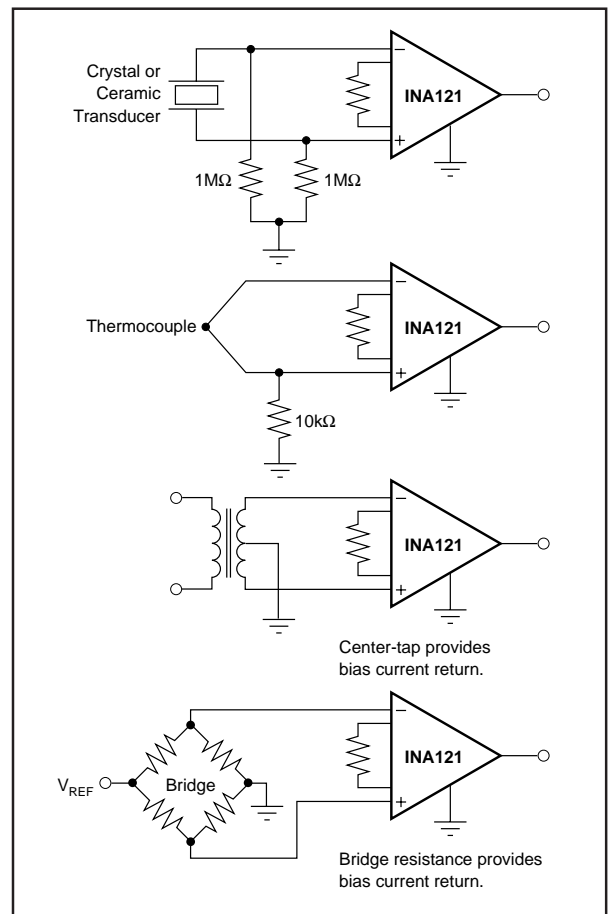 Crystal or
Ceramic
Transducer
−
INA121
+
1MΩ
1MΩ
−
Thermocouple
INA121
+
10kΩ
−
INA121
+
Center-tap provides
bias current return.
−
INA121
V_REF
Bridge
+
Bridge resistance provides
bias current return.